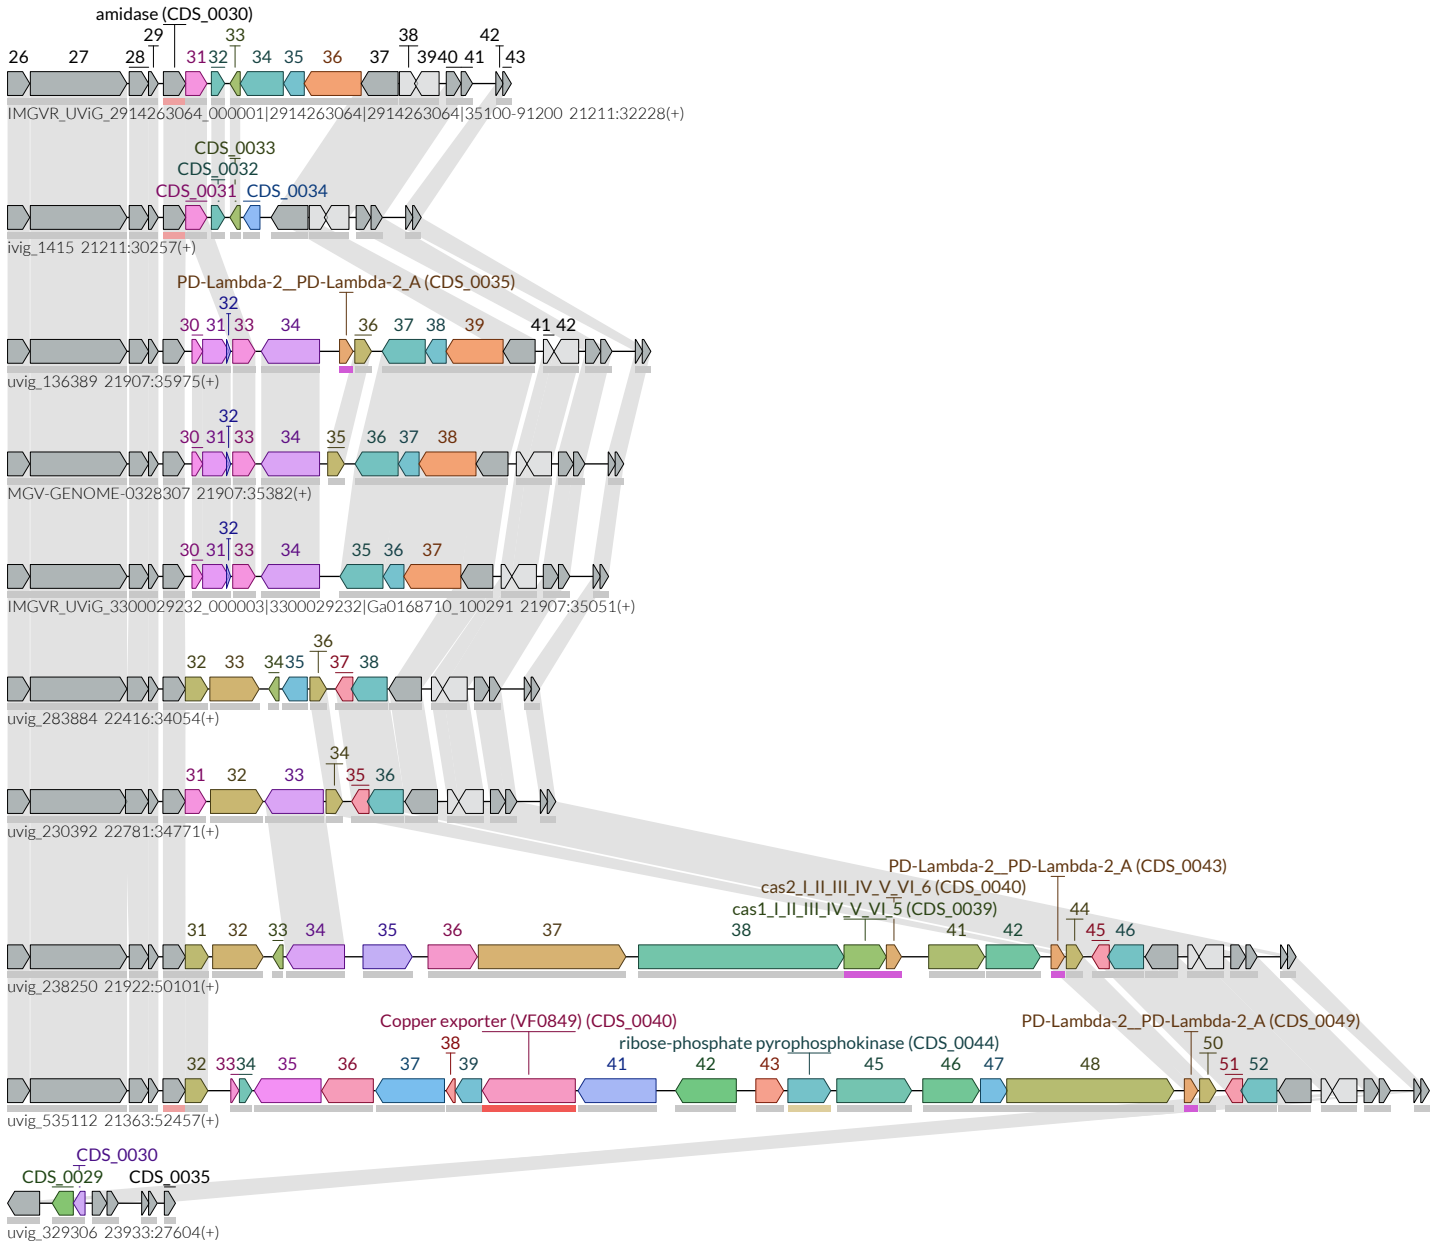 amidase (CDS_0030)
29 33 38 42
26 27 28 31 32 34 35 36 37 39 40 41 43
IMGVR_UViG_2914263064_000001|2914263064|2914263064|35100-91200 21211:32228(+)
CDS_0033
CDS_0032
CDS_0031 CDS_0034
ivig_1415 21211:30257(+)
PD-Lambda-2__PD-Lambda-2_A (CDS_0035)
32
30 31 33 34 36 37 38 39 41 42
uvig_136389 21907:35975(+)
32
30 31 33 34 35 36 37 38
MGV-GENOME-0328307 21907:35382(+)
32
30 31 33 34 35 36 37
IMGVR_UViG_3300029232_000003|3300029232|Ga0168710_100291 21907:35051(+)
36
32 33 34 35 37 38
uvig_283884 22416:34054(+)
34
31 32 33 35 36
uvig_230392 22781:34771(+)
PD-Lambda-2__PD-Lambda-2_A (CDS_0043)
cas2_I_II_III_IV_V_VI_6 (CDS_0040)
cas1_I_II_III_IV_V_VI_5 (CDS_0039) 44
31 32 33 34 35 36 37 38 41 42 45 46
uvig_238250 21922:50101(+)
Copper exporter (VF0849) (CDS_0040) PD-Lambda-2__PD-Lambda-2_A (CDS_0049)
38 ribose-phosphate pyrophosphokinase (CDS_0044) 50
32 33 34 35 36 37 39 41 42 43 45 46 47 48 51 52
uvig_535112 21363:52457(+)
CDS_0030
CDS_0029 CDS_0035
uvig_329306 23933:27604(+)